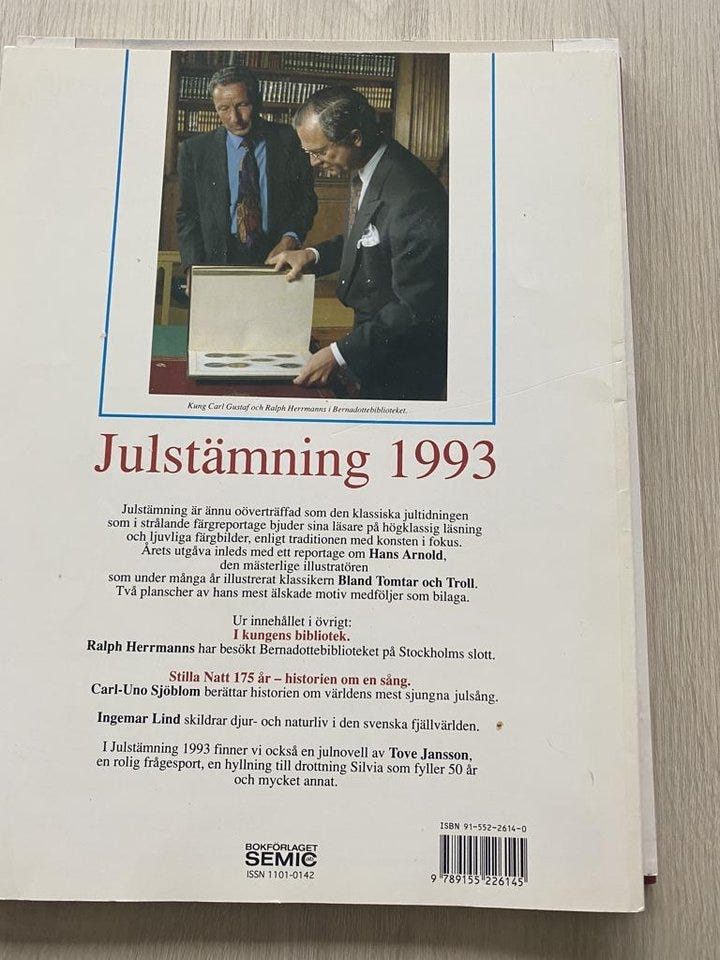 Kung Carl Gustaf och Ralph Herrmanns i Bernadottebiblioteket.
Julstämning 1993
Julstämning är ännu oöverträffad som den klassiska jultidningen
som i strålande färgreportage bjuder sina läsare på högklassig läsning
och ljuvliga färgbilder, enligt traditionen med konsten i fokus.
Årets utgåva inleds med ett reportage om Hans Arnold,
den mästerlige illustratören
som under många år illustrerat klassikern Bland Tomtar och Troll.
Två planscher av hans mest älskade motiv medföljer som bilaga.
Ur innehållet i övrigt:
I kungens bibliotek.
Ralph Herrmanns har besökt Bernadottebiblioteket på Stockholms slott.
Stilla Natt 175 år – historien om en sång.
Carl-Uno Sjöblom berättar historien om världens mest sjungna julsång.
Ingemar Lind skildrar djur- och naturliv i den svenska fjällvärlden.
I Julstämning 1993 finner vi också en julnovell av Tove Jansson,
en rolig frågesport, en hyllning till drottning Silvia som fyller 50 år
och mycket annat.
BOKFÖRLAGET
SEMIC
ISSN 1101-0142
ISBN 91-552-2614-0
9 789155 226145